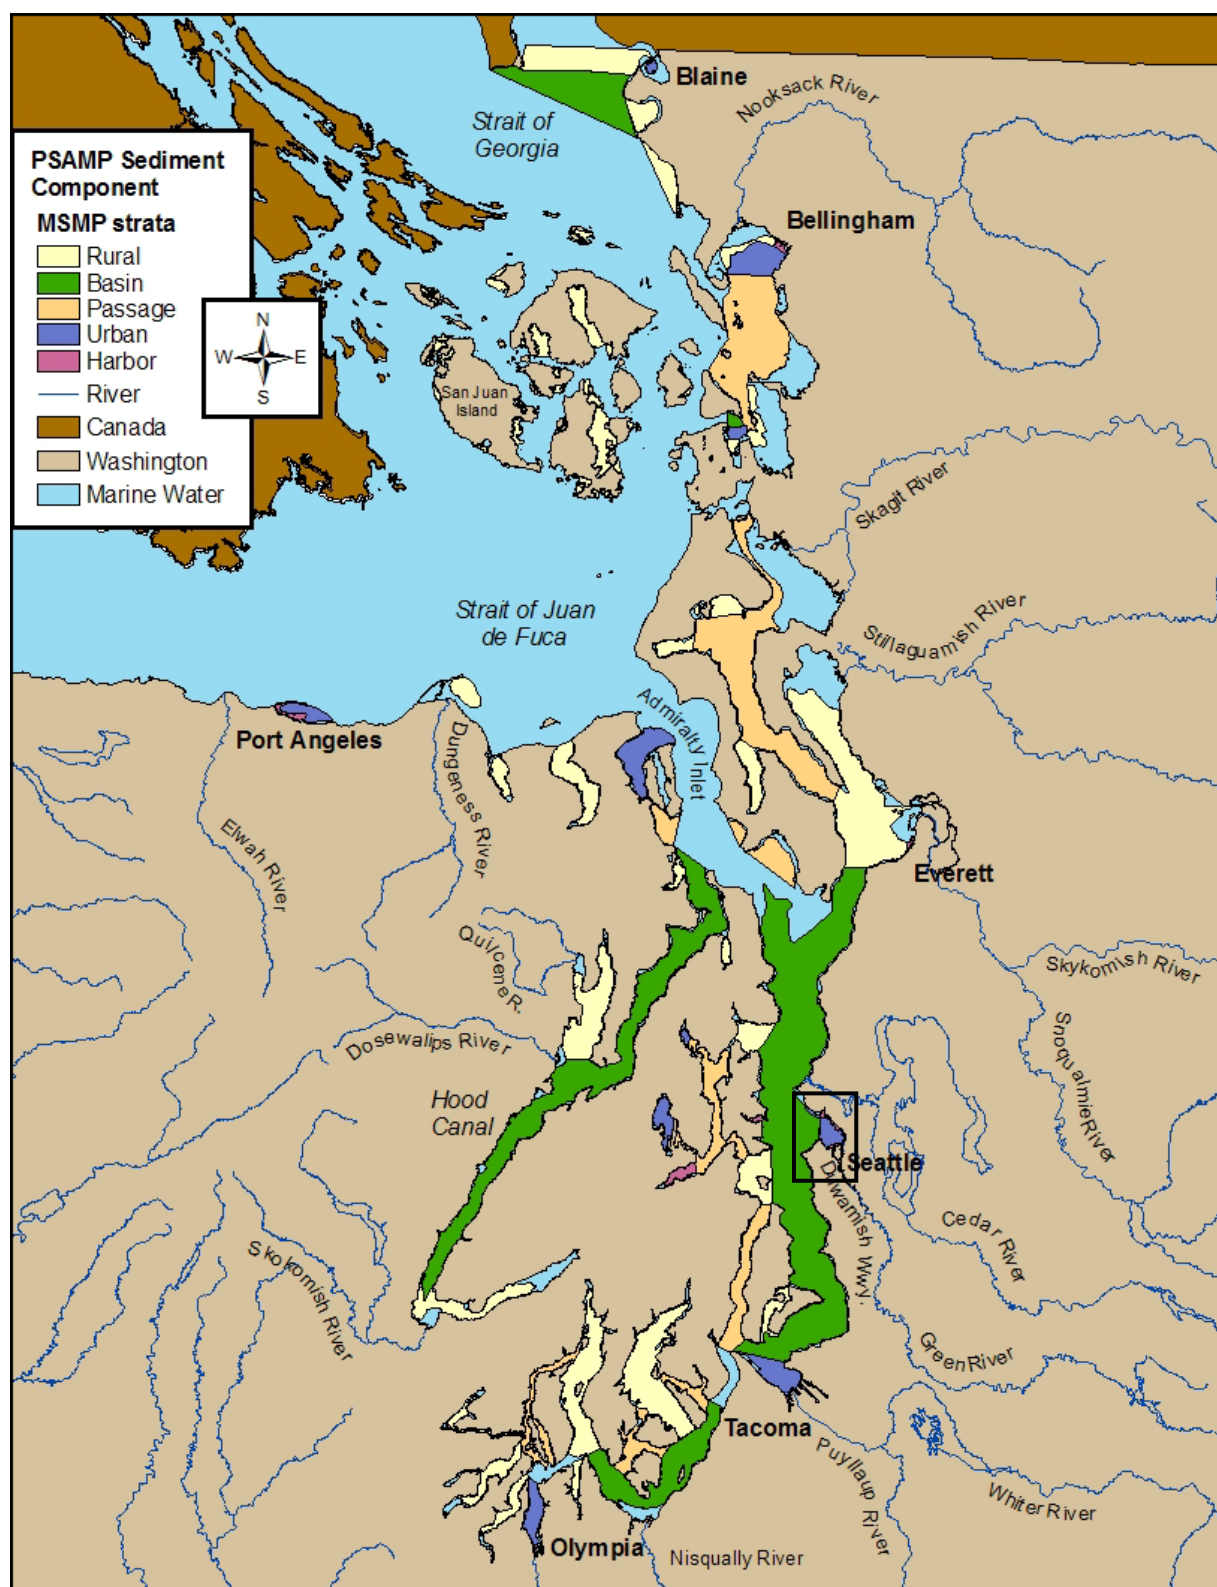 PSAMP Sediment
Component
MSMP strata
Rural
Basin
Passage
Urban
Harbor
River
Canada
Washington
Marine Water
N
W
E
S
Blaine
Nooksack River
Strait of
Georgia
Bellingham
San Juan
Island
Skagit River
Strait of Juan
de Fuca
Stillaguamish River
Admiralty Inlet
Port Angeles
Dungeness River
Elwah River
Everett
Quilcene R.
Skykomish River
Dosewalips River
Snoqualmie River
Hood
Canal
Seattle
Duwamish Wwy.
Cedar River
Skokomish River
Green River
Tacoma
Puyllaup River
Whiter River
Olympia
Nisqually River